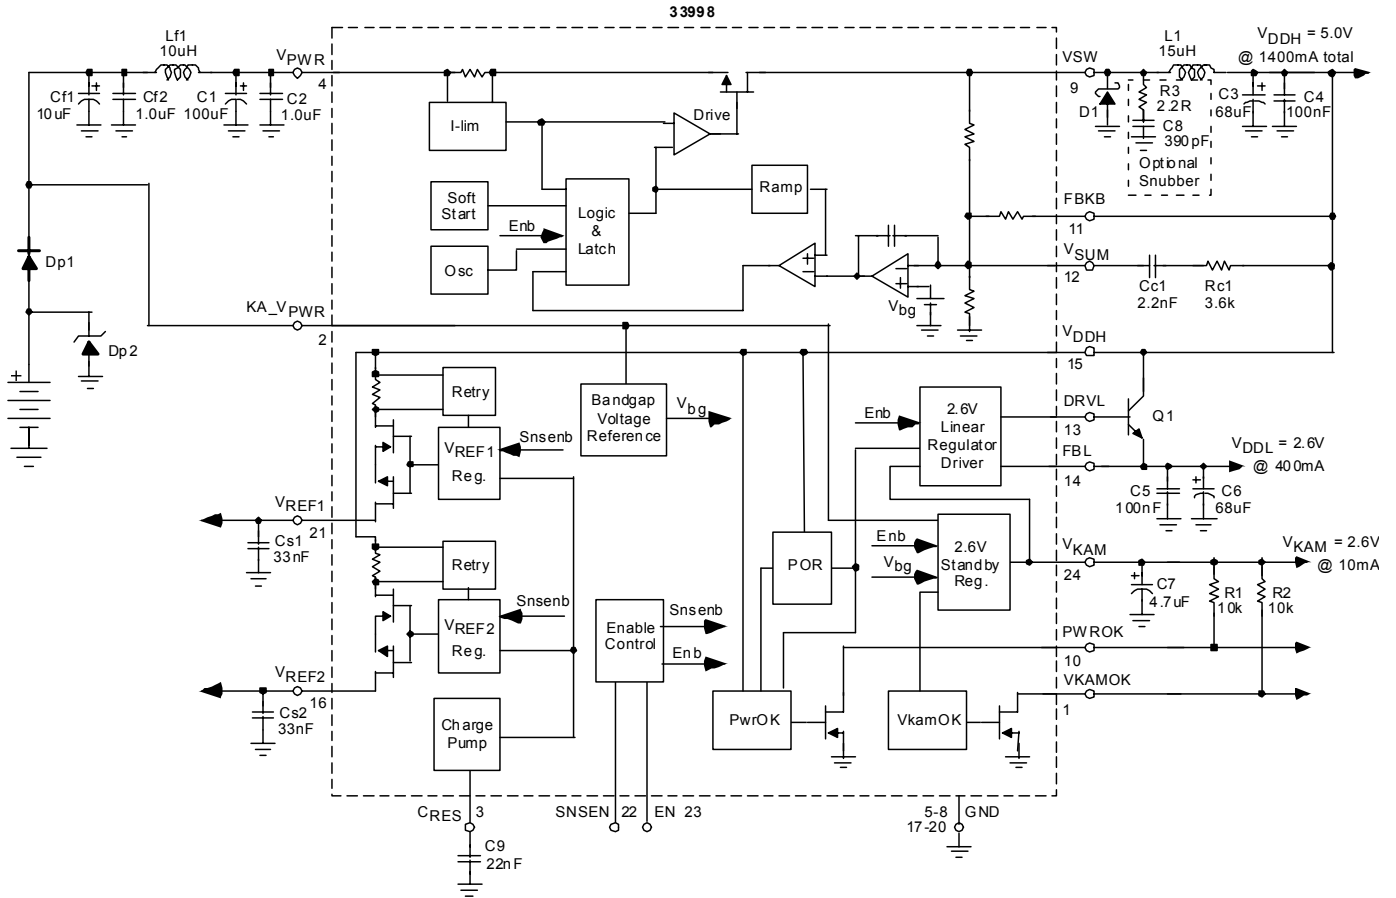 33998
Lf1
10uH
VPWR
4
Cf1
10uF
Cf2
1.0uF
C1
100uF
C2
1.0uF
I-lim
Drive
Soft
Start
Enb
Osc
Logic
&
Latch
Ramp
Vbg
VSW
9
D1
R3
2.2R
C8
390pF
Optional
Snubber
L1
15uH
VDDH = 5.0V
@ 1400mA total
C3
68uF
C4
100nF
FBKB
11
VSUM
12
Cc1
2.2nF
Rc1
3.6k
Dp1
Dp2
KA_VPWR
2
VDDH
15
Retry
VREF1
Reg.
Snsenb
Bandgap
Voltage
Reference
Vbg
Enb
2.6V
Linear
Regulator
Driver
DRVL
13
Q1
FBL
14
VDDL = 2.6V
@ 400mA
C5
100nF
C6
68uF
VREF1
21
Cs1
33nF
Retry
VREF2
Reg.
Snsenb
POR
Enb
Vbg
2.6V
Standby
Reg.
VKAM
24
VKAM = 2.6V
@ 10mA
C7
4.7uF
R1
10k
R2
10k
Enable
Control
Snsenb
Enb
VREF2
16
Cs2
33nF
Charge
Pump
PwrOK
VkamOK
PWROK
10
VKAMOK
1
CRES
3
C9
22nF
SNSEN 22
EN 23
5-8
17-20
GND